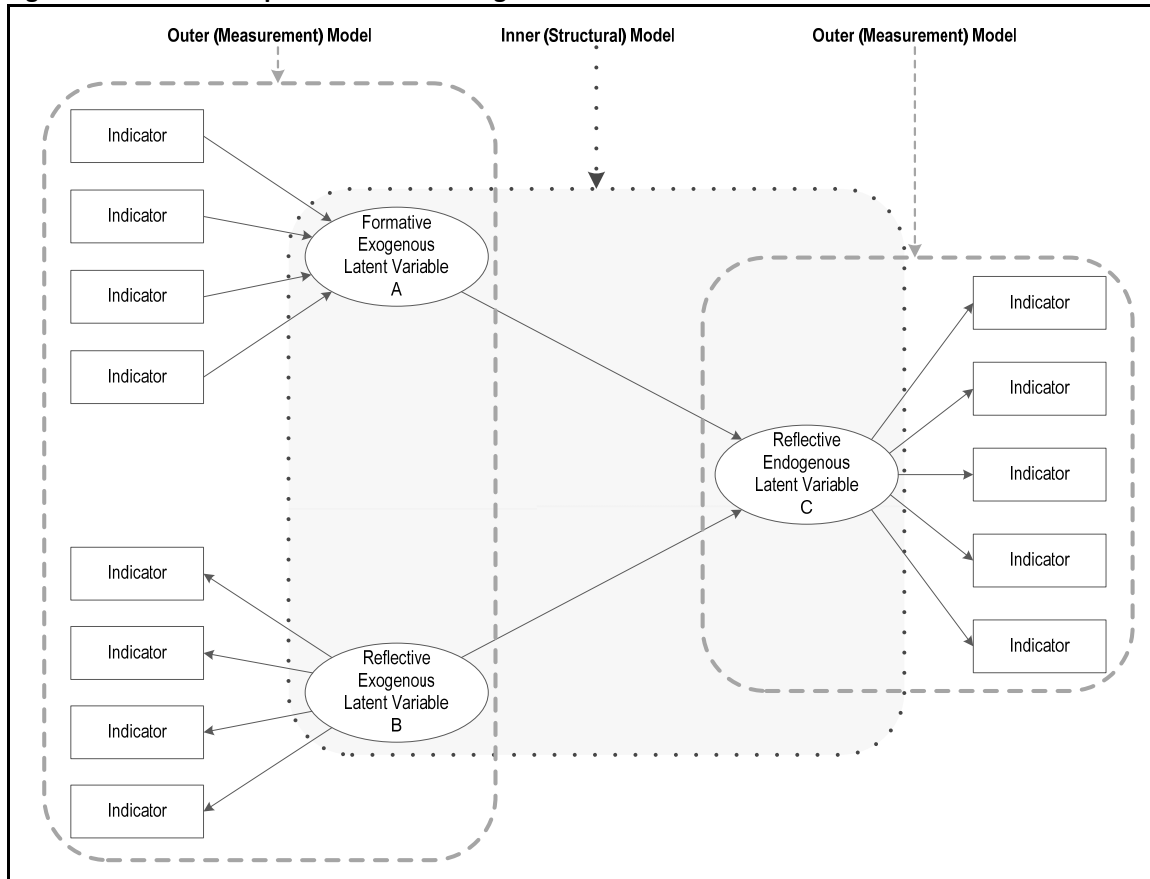 Outer (Measurement) Model
Inner (Structural) Model
Outer (Measurement) Model
Indicator
Indicator
Indicator
Indicator
Formative
Exogenous
Latent Variable
A
Indicator
Indicator
Indicator
Indicator
Reflective
Exogenous
Latent Variable
B
Reflective
Endogenous
Latent Variable
C
Indicator
Indicator
Indicator
Indicator
Indicator